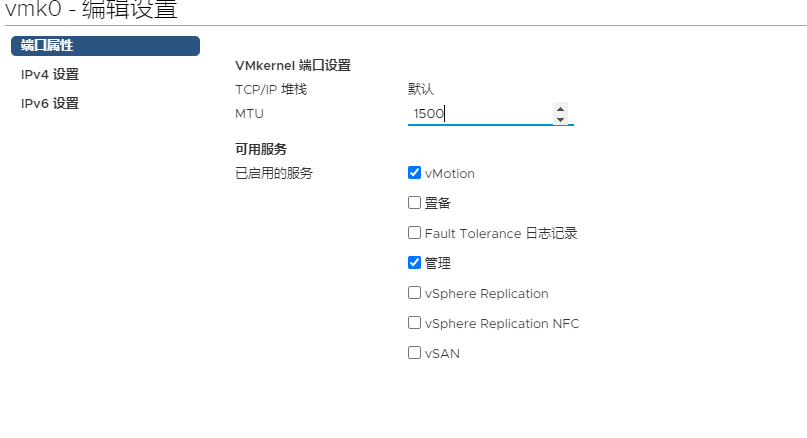 vmk0 - 编辑设置
端口属性
IPv4 设置
IPv6 设置
VMkernel 端口设置
TCP/IP 堆栈 默认
MTU 1500
可用服务
已启用的服务 vMotion
置备
Fault Tolerance 日志记录
管理
vSphere Replication
vSphere Replication NFC
vSAN